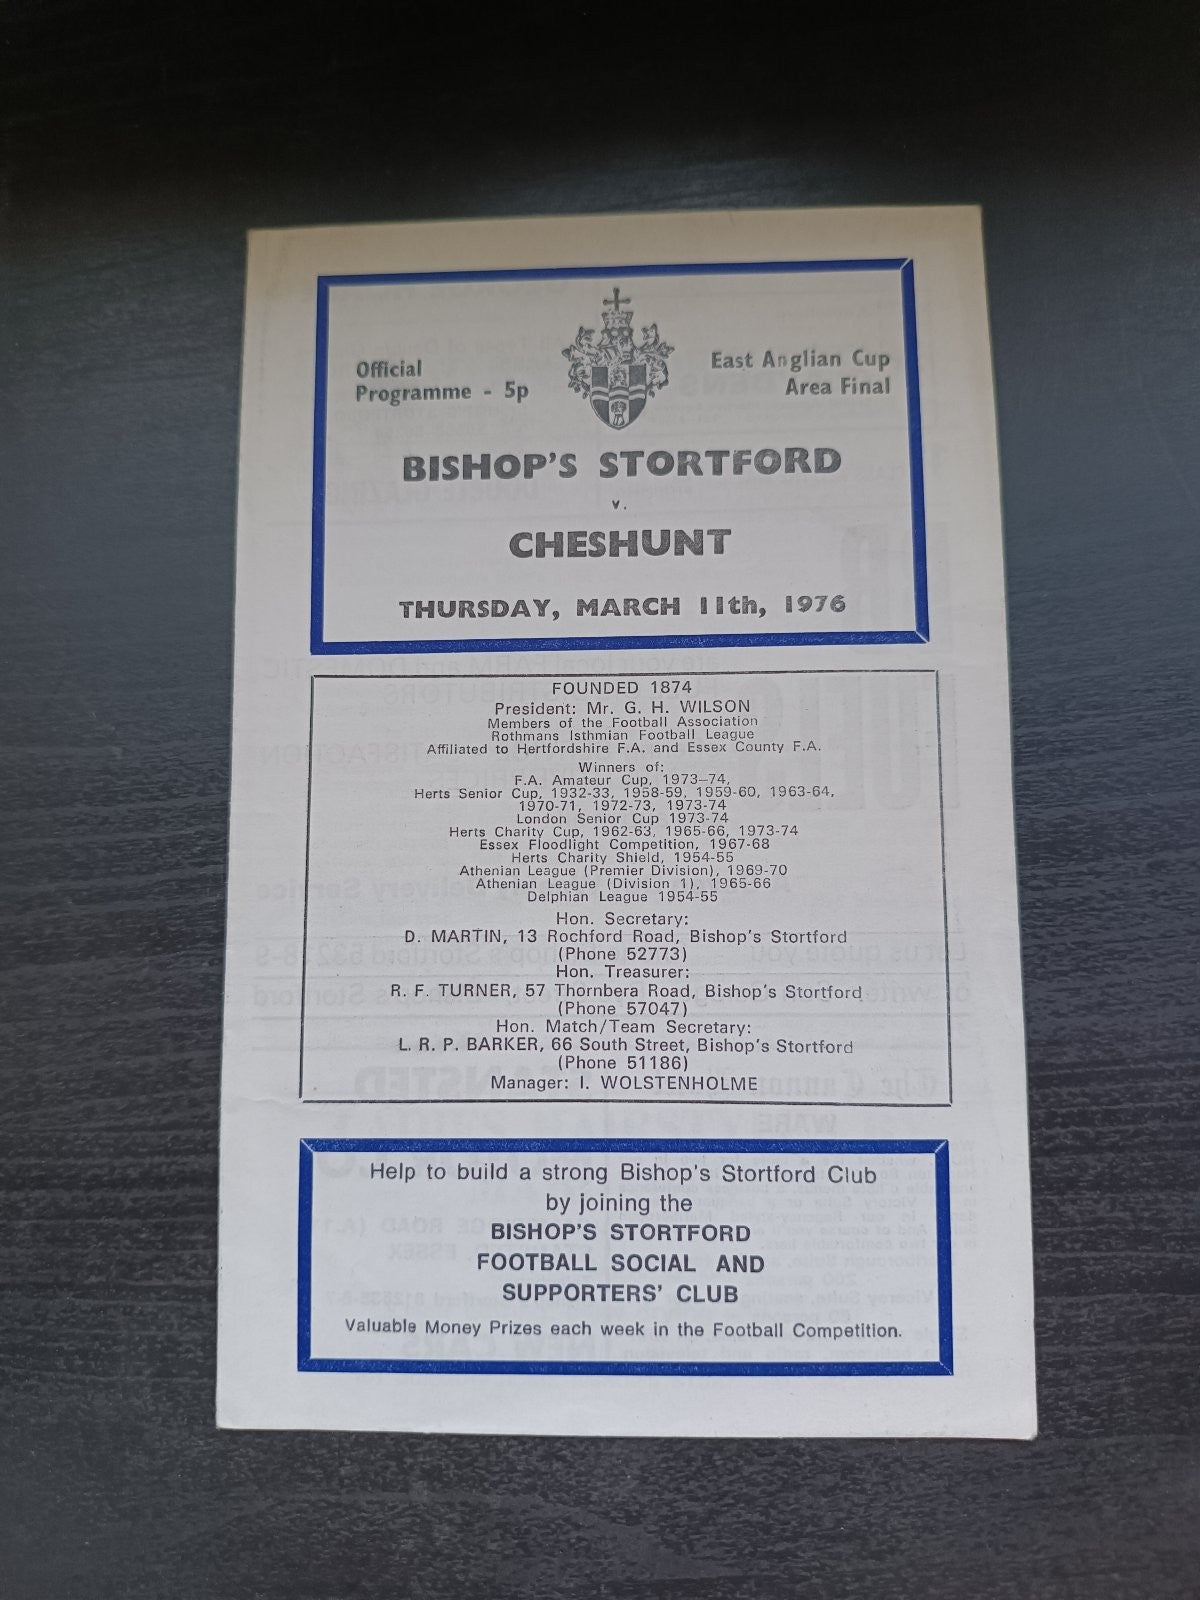 Official
Programme - 5p
East Anglian Cup
Area Final
BISHOP'S STORTFORD
v.
CHESHUNT
THURSDAY, MARCH 11th, 1976
FOUNDED 1874
President: Mr. G. H. WILSON
Members of the Football Association
Rothmans Isthmian Football League
Affiliated to Hertfordshire F.A. and Essex County F.A.
Winners of:
F.A. Amateur Cup, 1973–74,
Herts Senior Cup, 1932-33, 1958-59, 1959-60, 1963-64,
1970-71, 1972-73, 1973-74
London Senior Cup 1973-74
Herts Charity Cup, 1962-63, 1965-66, 1973-74
Essex Floodlight Competition, 1967-68
Herts Charity Shield, 1954-55
Athenian League (Premier Division), 1969-70
Athenian League (Division 1), 1965-66
Delphian League 1954-55
Hon. Secretary:
D. MARTIN, 13 Rochford Road, Bishop's Stortford
(Phone 52773)
Hon. Treasurer:
R. F. TURNER, 57 Thornbera Road, Bishop's Stortford
(Phone 57047)
Hon. Match/Team Secretary:
L. R. P. BARKER, 66 South Street, Bishop's Stortford
(Phone 51186)
Manager: I. WOLSTENHOLME
Help to build a strong Bishop's Stortford Club
by joining the
BISHOP'S STORTFORD
FOOTBALL SOCIAL AND
SUPPORTERS' CLUB
Valuable Money Prizes each week in the Football Competition.